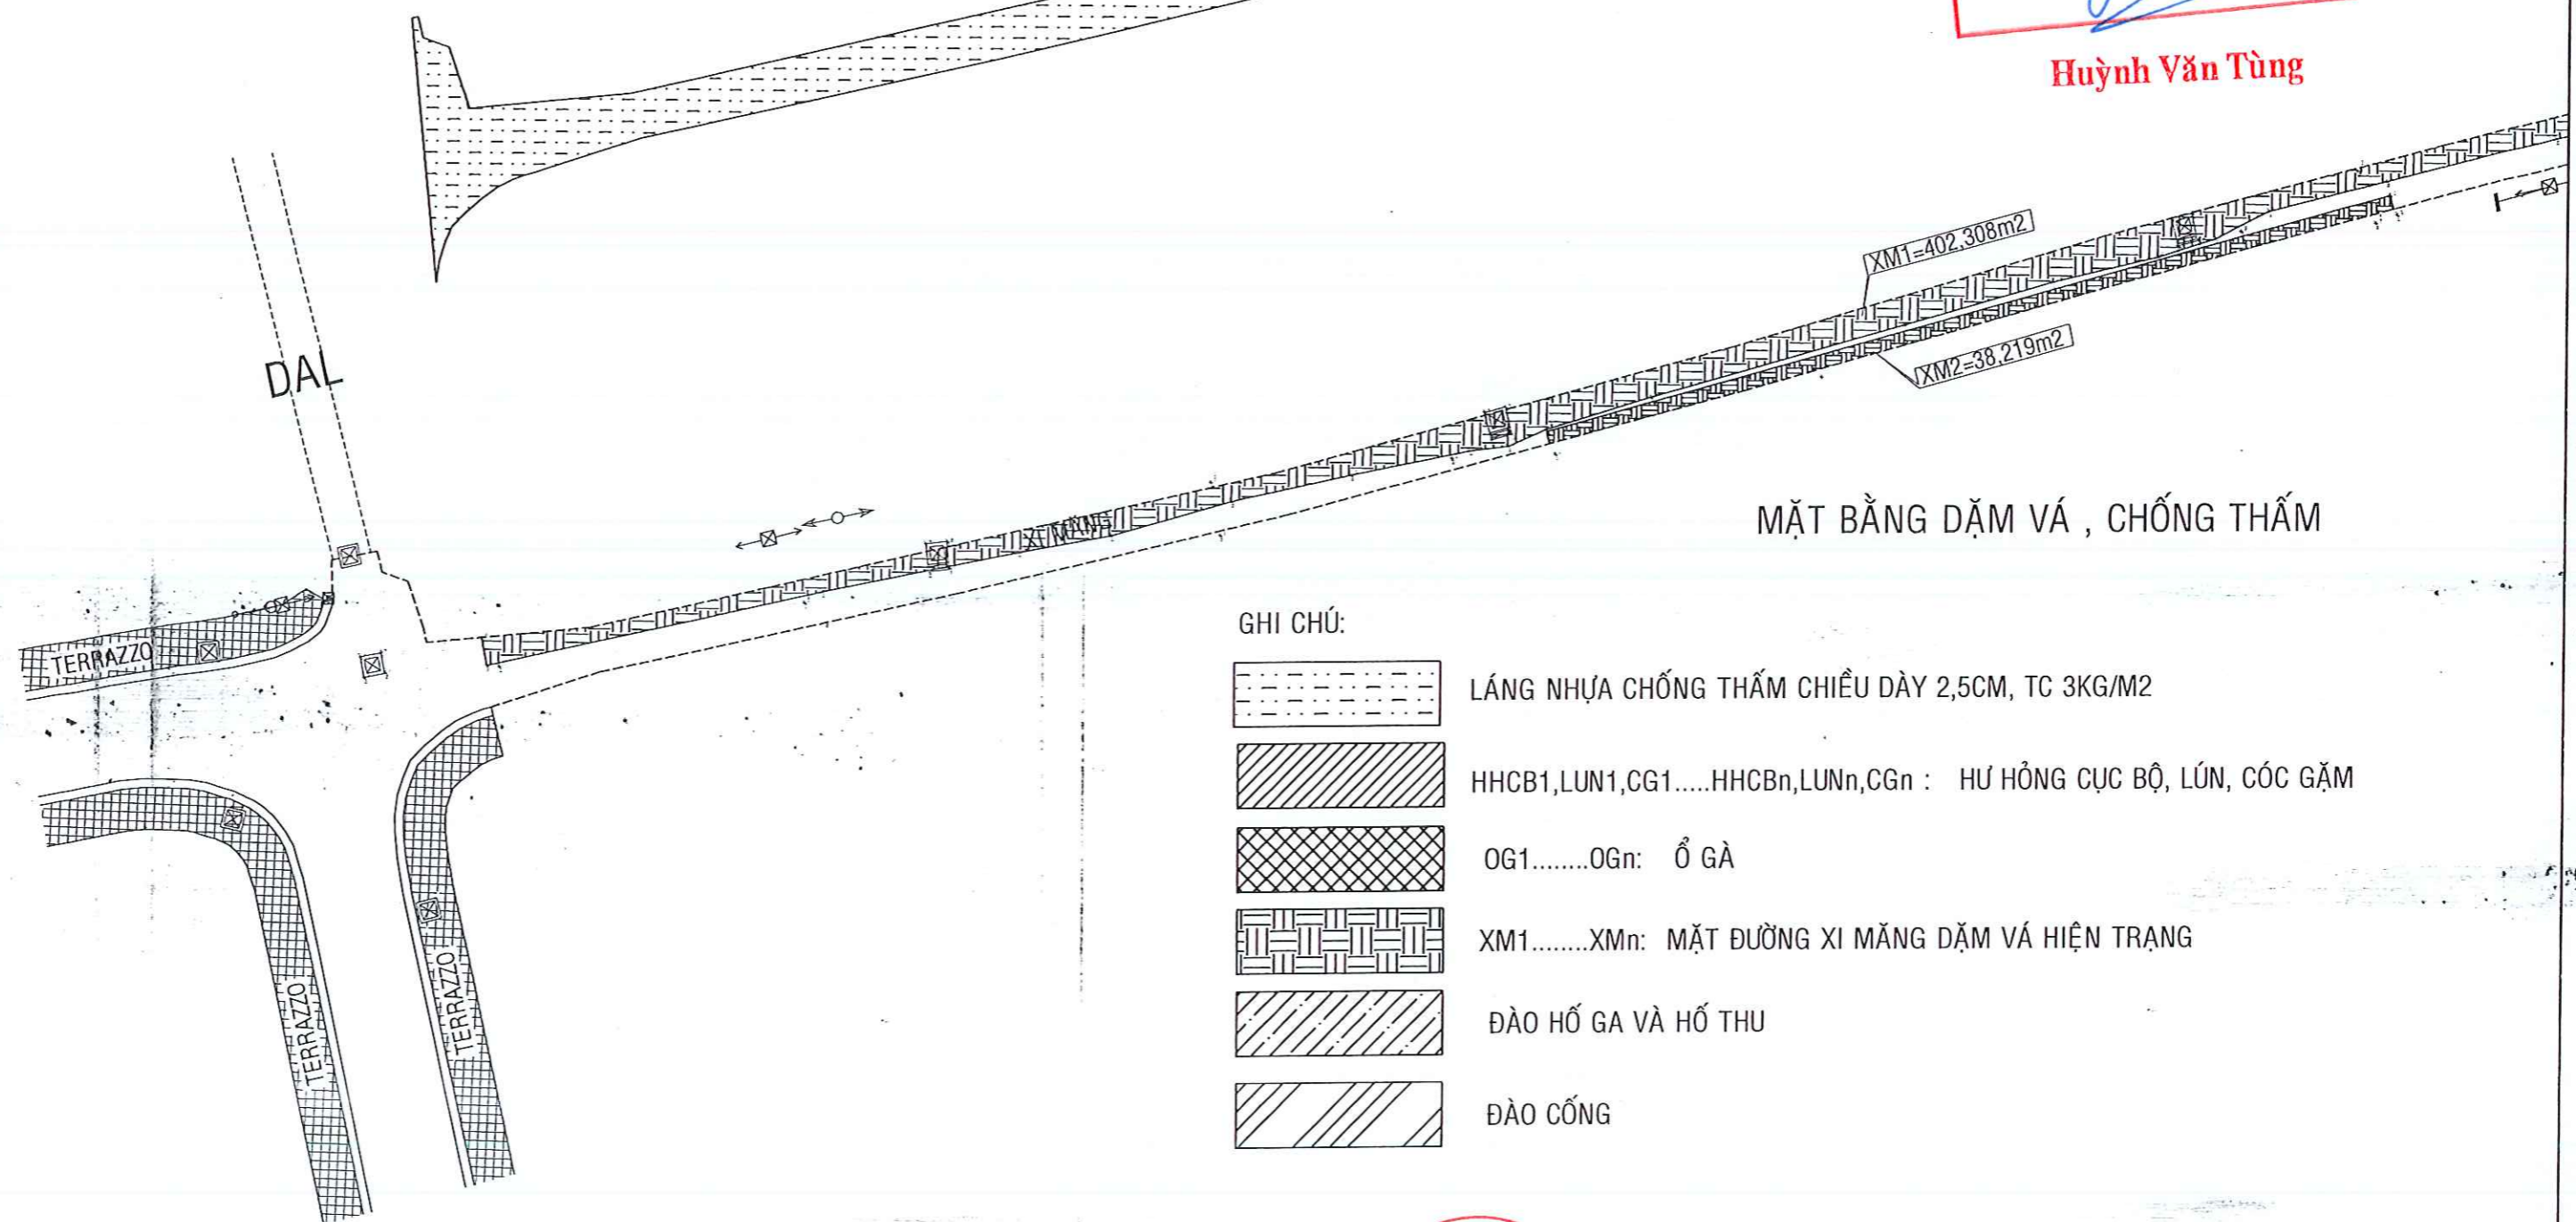 Huỳnh Văn Tùng
XM1=402,308m2
XM2=38,219m2
DAL
XI MĂNG
MẶT BẰNG DẶM VÁ , CHỐNG THẤM
TERRAZZO
TERRAZZO
TERRAZZO
GHI CHÚ:
LÁNG NHỰA CHỐNG THẤM CHIỀU DÀY 2,5CM, TC 3KG/M2
HHCB1,LUN1,CG1.....HHCBn,LUNn,CGn : HƯ HỎNG CỤC BỘ, LÚN, CÓC GẶM
OG1........OGn: Ổ GÀ
XM1........XMn: MẶT ĐƯỜNG XI MĂNG DẶM VÁ HIỆN TRẠNG
ĐÀO HỐ GA VÀ HỐ THU
ĐÀO CỐNG